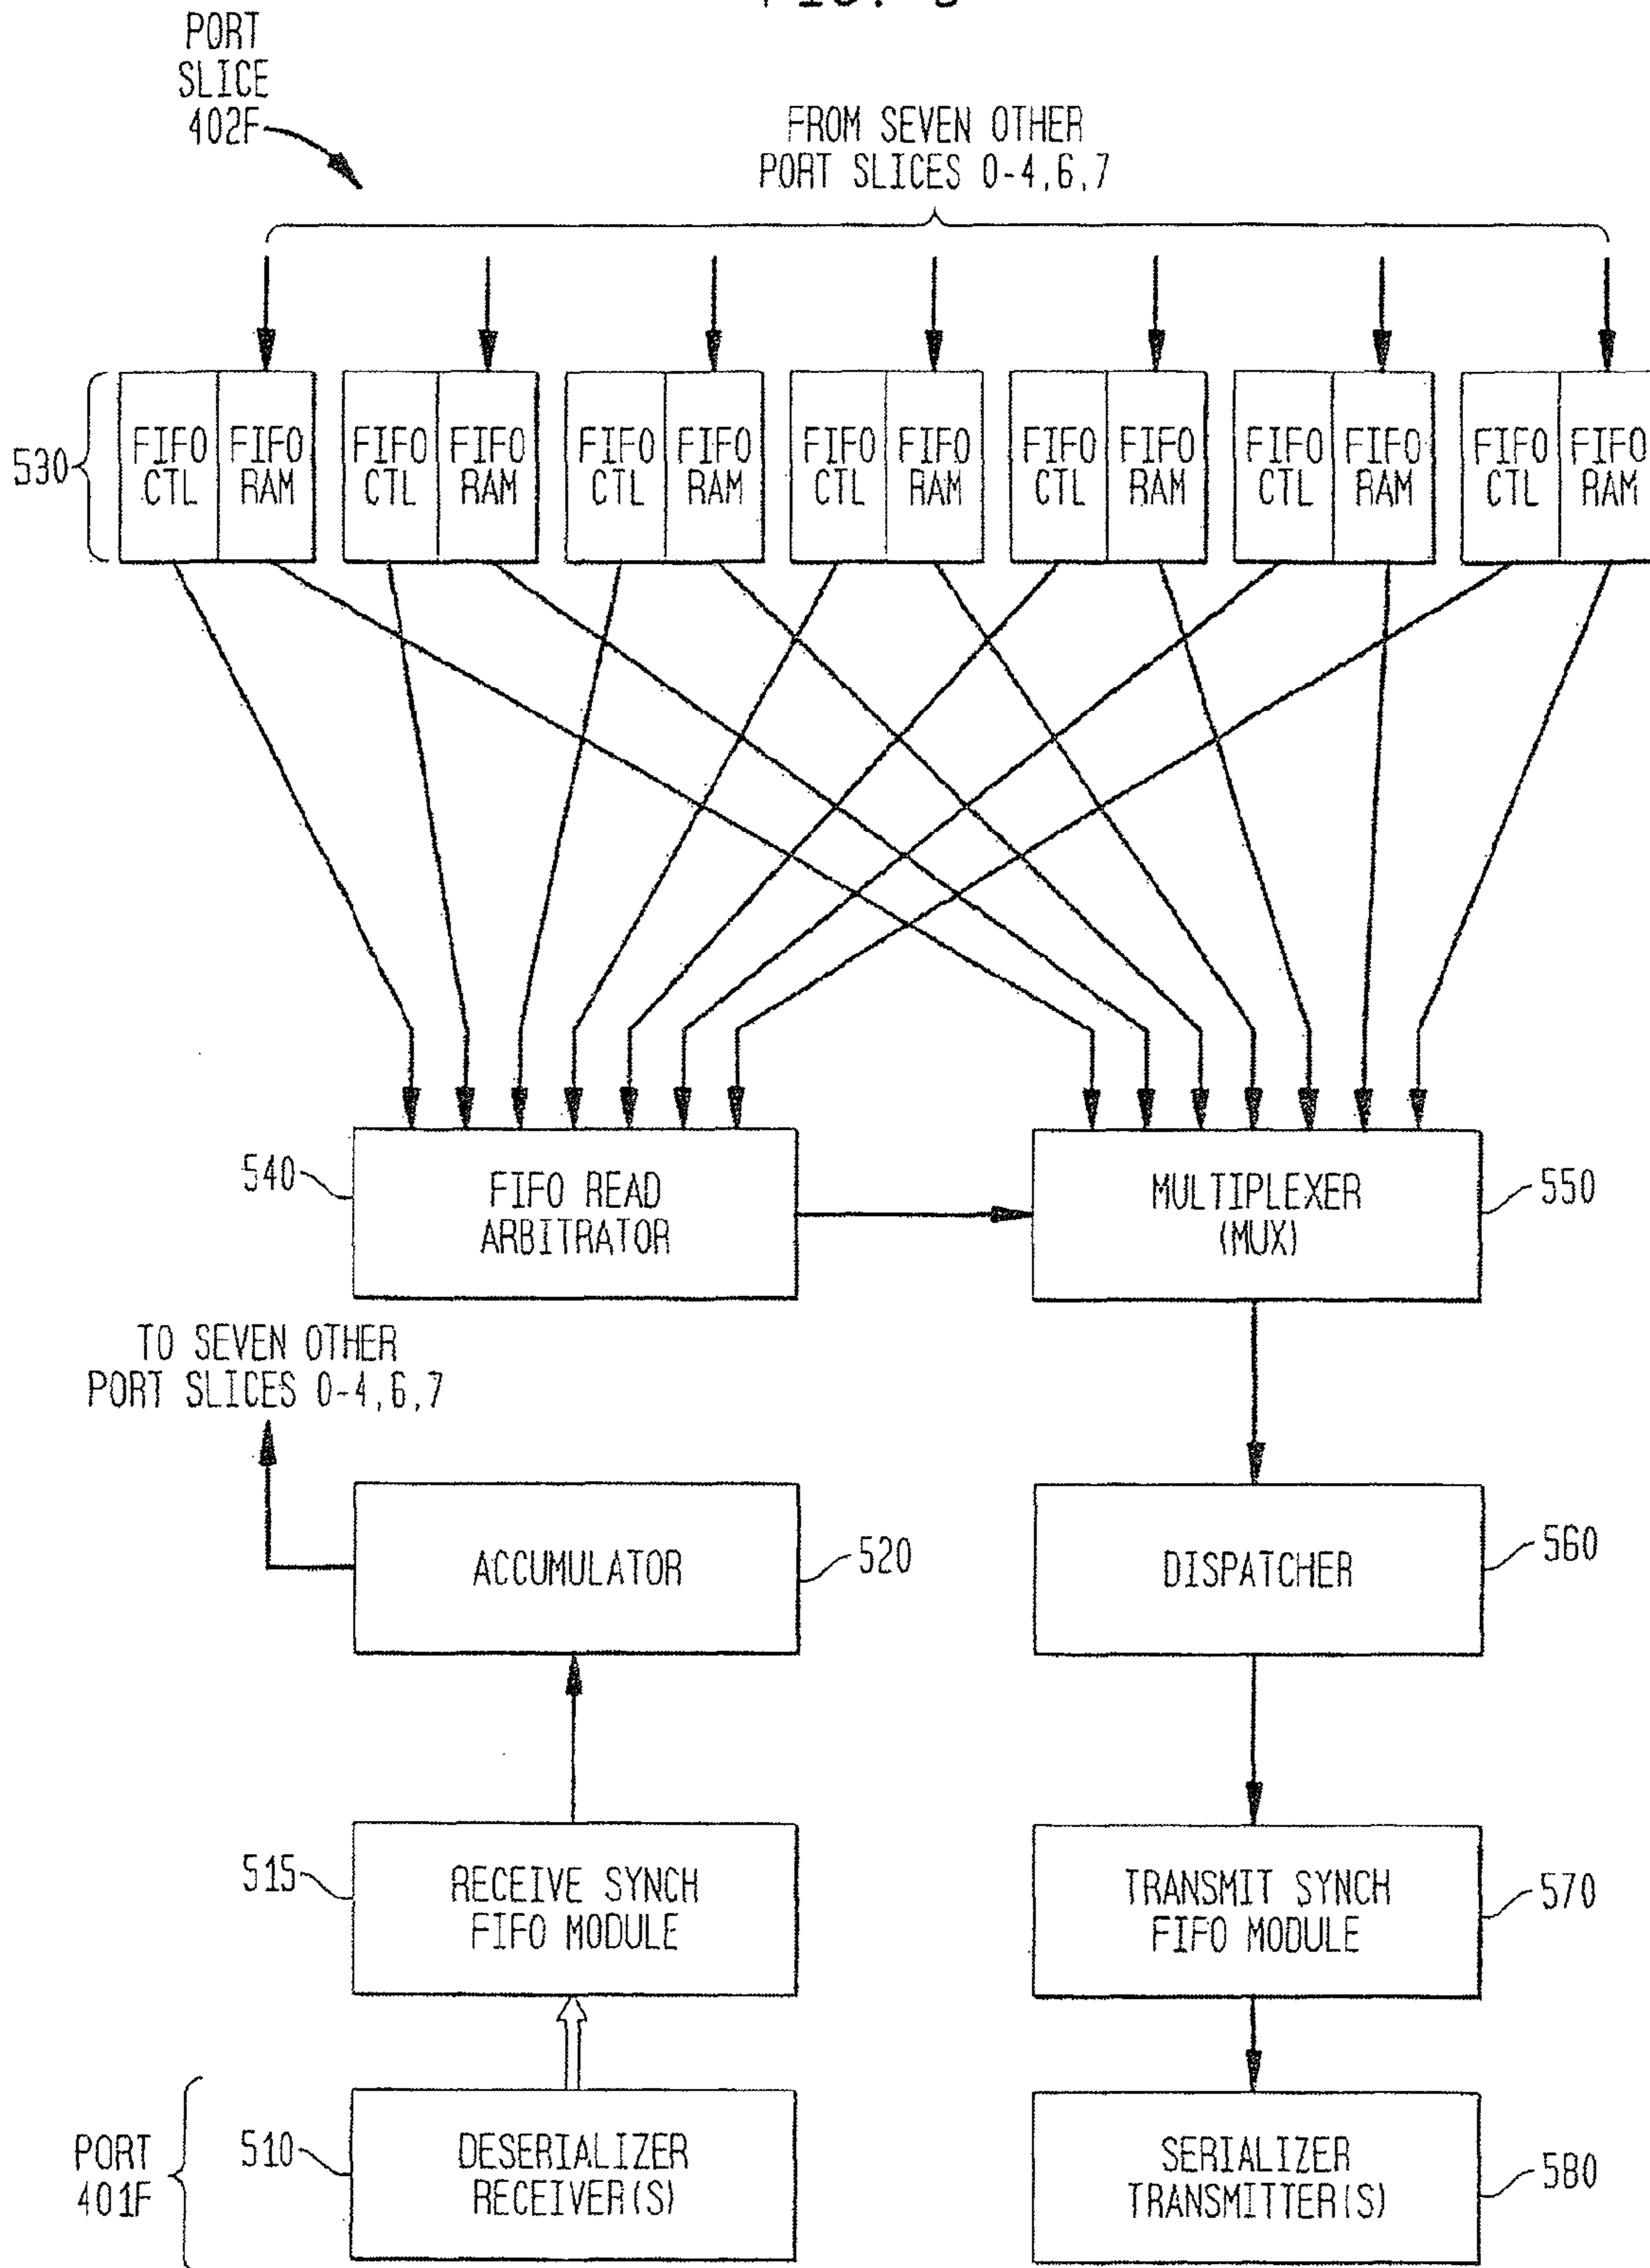 PORT
SLICE
402F
FROM SEVEN OTHER
PORT SLICES 0-4,6,7
530
FIFO CTL
FIFO RAM
FIFO CTL
FIFO RAM
FIFO CTL
FIFO RAM
FIFO CTL
FIFO RAM
FIFO CTL
FIFO RAM
FIFO CTL
FIFO RAM
FIFO CTL
FIFO RAM
540
FIFO READ
ARBITRATOR
MULTIPLEXER
(MUX)
550
TO SEVEN OTHER
PORT SLICES 0-4,6,7
ACCUMULATOR
520
DISPATCHER
560
515
RECEIVE SYNCH
FIFO MODULE
TRANSMIT SYNCH
FIFO MODULE
570
PORT
401F
510
DESERIALIZER
RECEIVER(S)
SERIALIZER
TRANSMITTER(S)
580